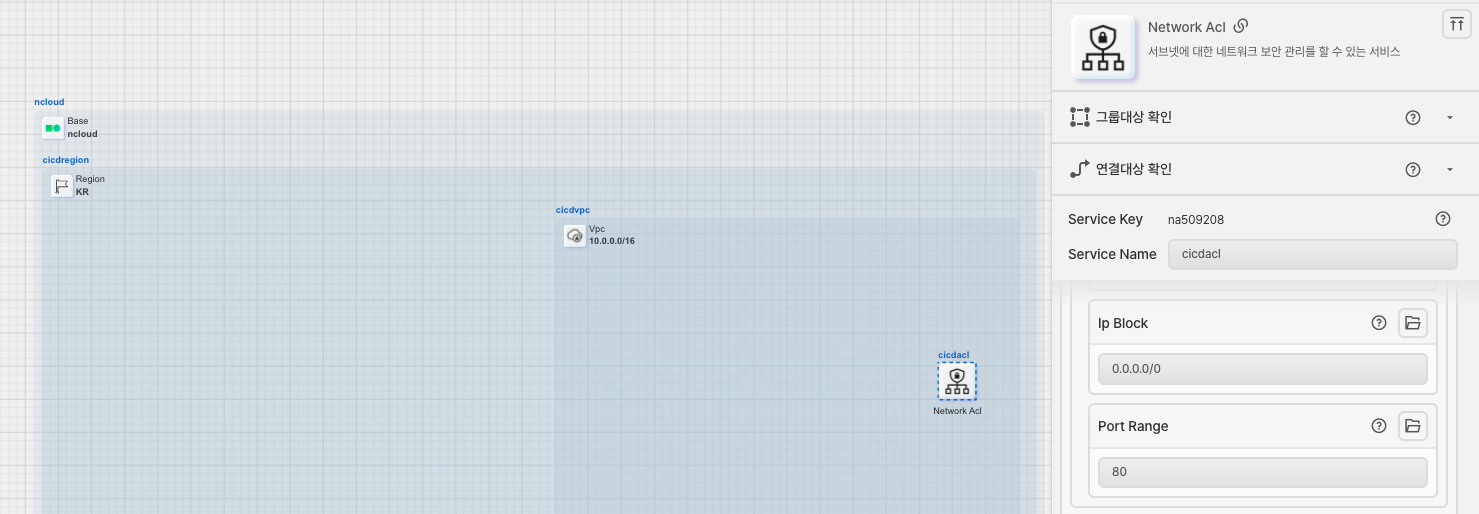 ncloud
Base
ncloud
cicdregion
Region
KR
cicdvpc
Vpc
10.0.0.0/16
cicdacl
Network Acl
Network Acl
서브넷에 대한 네트워크 보안 관리를 할 수 있는 서비스
그룹대상 확인
연결대상 확인
Service Key na509208
Service Name cicdacl
Ip Block
0.0.0.0/0
Port Range
80